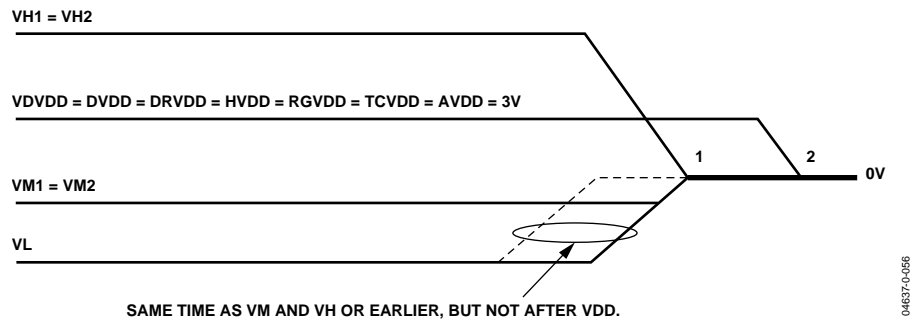 VH1 = VH2
VDVDD = DVDD = DRVDD = HVDD = RGVDD = TCVDD = AVDD = 3V
1
2
0V
VM1 = VM2
VL
SAME TIME AS VM AND VH OR EARLIER, BUT NOT AFTER VDD.
04637-0-056